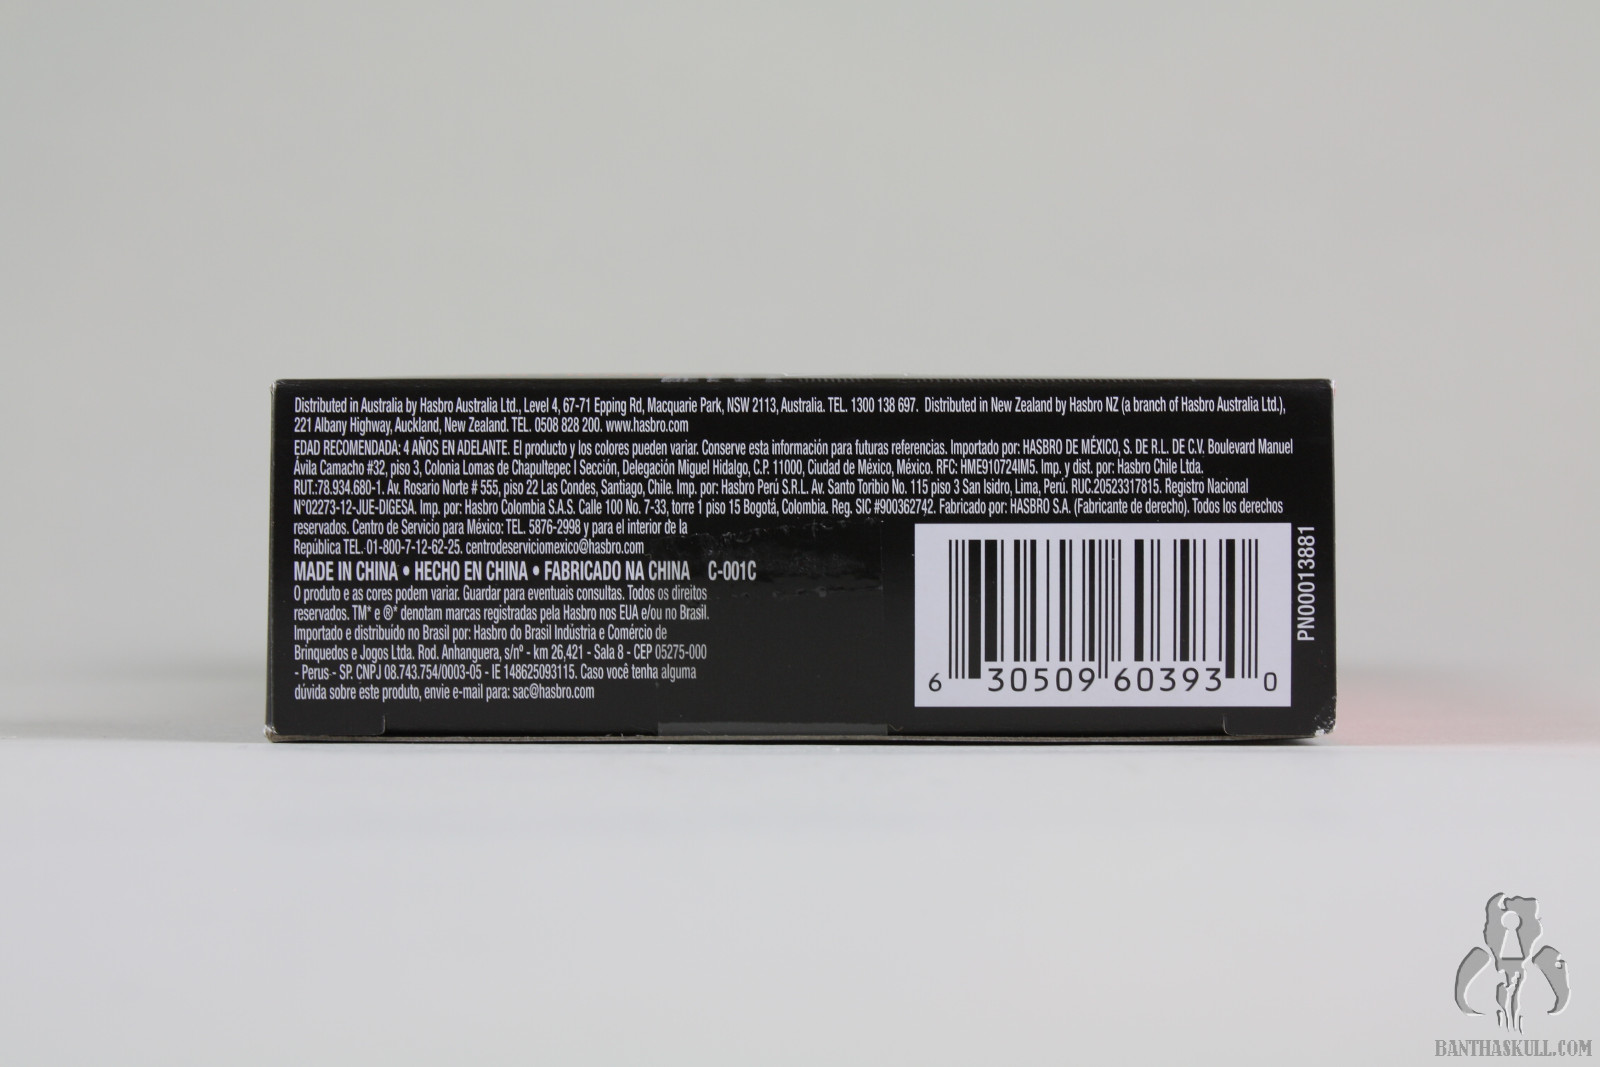 Distributed in Australia by Hasbro Australia Ltd., Level 4, 67-71 Epping Rd, Macquarie Park, NSW 2113, Australia. TEL. 1300 138 697. Distributed in New Zealand by Hasbro NZ (a branch of Hasbro Australia Ltd.),
221 Albany Highway, Auckland, New Zealand. TEL. 0508 828 200. www.hasbro.com
EDAD RECOMENDADA: 4 AÑOS EN ADELANTE. El producto y los colores pueden variar. Conserve esta información para futuras referencias. Importado por: HASBRO DE MÉXICO, S. DE R.L. DE C.V. Boulevard Manuel
Ávila Camacho #32, piso 3, Colonia Lomas de Chapultepec I Sección, Delegación Miguel Hidalgo, C.P. 11000, Ciudad de México, México. RFC: HME910724IM5. Imp. y dist. por: Hasbro Chile Ltda.
RUT.:78.934.680-1. Av. Rosario Norte # 555, piso 22 Las Condes, Santiago, Chile. Imp. por: Hasbro Perú S.R.L. Av. Santo Toribio No. 115 piso 3 San Isidro, Lima, Perú. RUC.20523317815. Registro Nacional
N°02273-12-JUE-DIGESA. Imp. por: Hasbro Colombia S.A.S. Calle 100 No. 7-33, torre 1 piso 15 Bogotá, Colombia. Reg. SIC #900362742. Fabricado por: HASBRO S.A. (Fabricante de derecho). Todos los derechos
reservados. Centro de Servicio para México: TEL. 5876-2998 y para el interior de la
República TEL. 01-800-7-12-62-25. centrodeserviciomexico@hasbro.com
MADE IN CHINA • HECHO EN CHINA • FABRICADO NA CHINA C-001C
O produto e as cores podem variar. Guardar para eventuais consultas. Todos os direitos
reservados. TM* e ®* denotam marcas registradas pela Hasbro nos EUA e/ou no Brasil.
Importado e distribuído no Brasil por: Hasbro do Brasil Indústria e Comércio de
Brinquedos e Jogos Ltda. Rod. Anhanguera, s/nº - km 26,421 - Sala 8 - CEP 05275-000
- Perus - SP. CNPJ 08.743.754/0003-05 - IE 148625093115. Caso você tenha alguma
dúvida sobre este produto, envie e-mail para: sac@hasbro.com
6 30509 60393 0
PN00013881
BANTHASKULL.COM